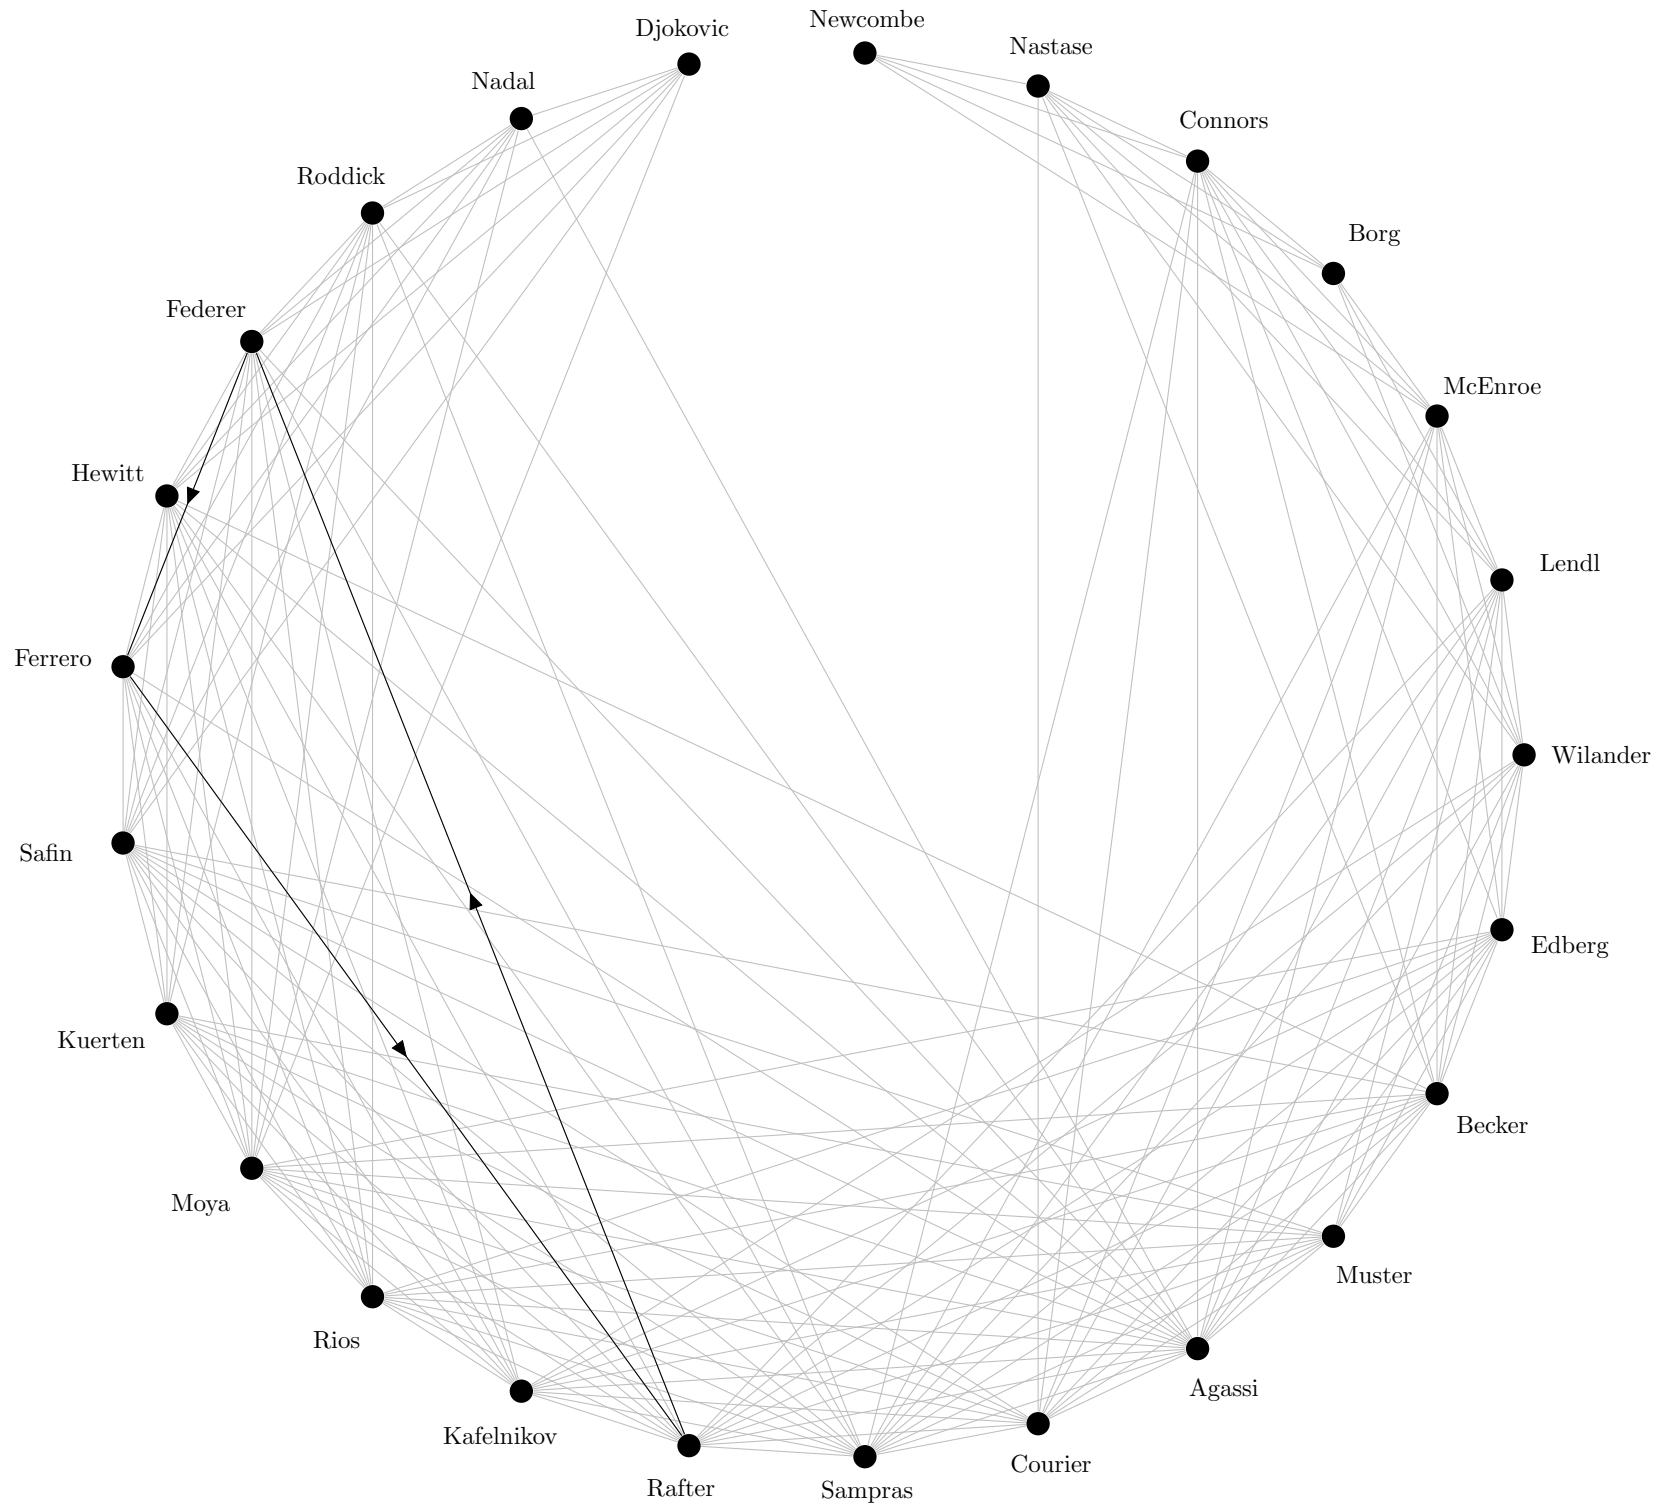 Newcombe
Djokovic
Nastase
Nadal
Connors
Roddick
Borg
Federer
McEnroe
Hewitt
Lendl
Ferrero
Wilander
Safin
Edberg
Kuerten
Becker
Moya
Muster
Rios
Agassi
Kafelnikov
Courier
Rafter
Sampras